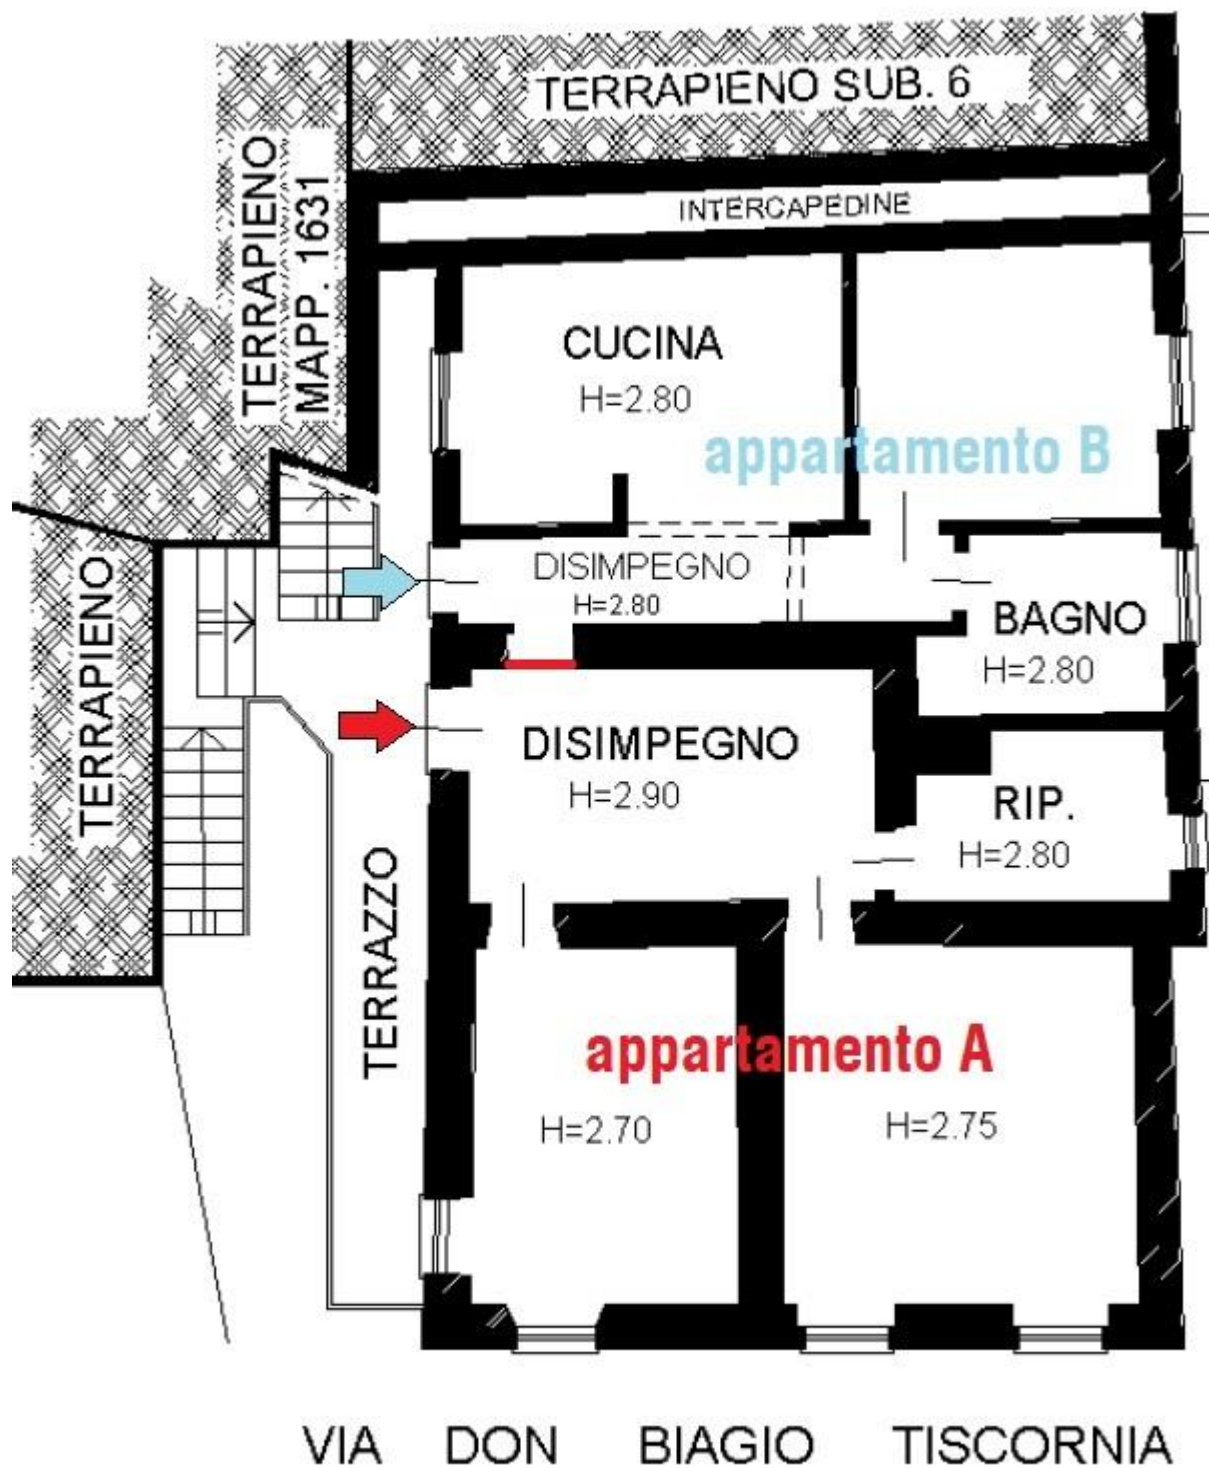 TERRAPIENO SUB. 6
TERRAPIENO
MAPP. 1631
INTERCAPEDINE
CUCINA
H=2.80
appartamento B
TERRAPIENO
DISIMPEGNO
H=2.80
BAGNO
H=2.80
DISIMPEGNO
H=2.90
RIP.
H=2.80
TERRAZZO
appartamento A
H=2.70
H=2.75
VIA DON BIAGIO TISCORNIA